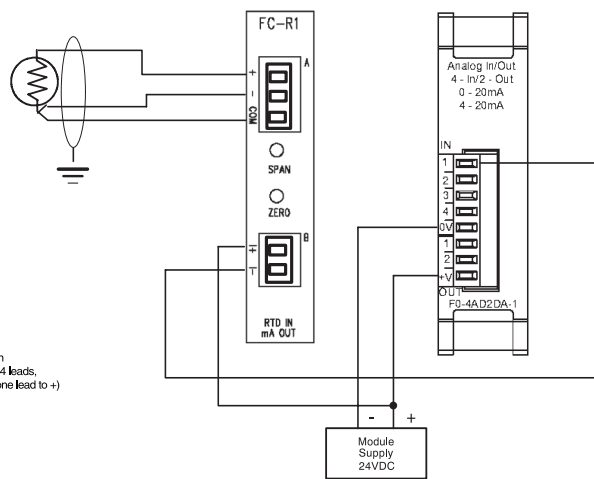 FC-R1
A
+
-
COM
SPAN
ZERO
B
I+
I-
RTD IN
mA OUT
Analog In/Out
4 - In/2 - Out
0 - 20mA
4 - 20mA
IN
1
2
3
4
0V
1
2
+V
OUT
F0-4AD2DA-1
4 leads,
one lead to +)
- +
Module
Supply
24VDC